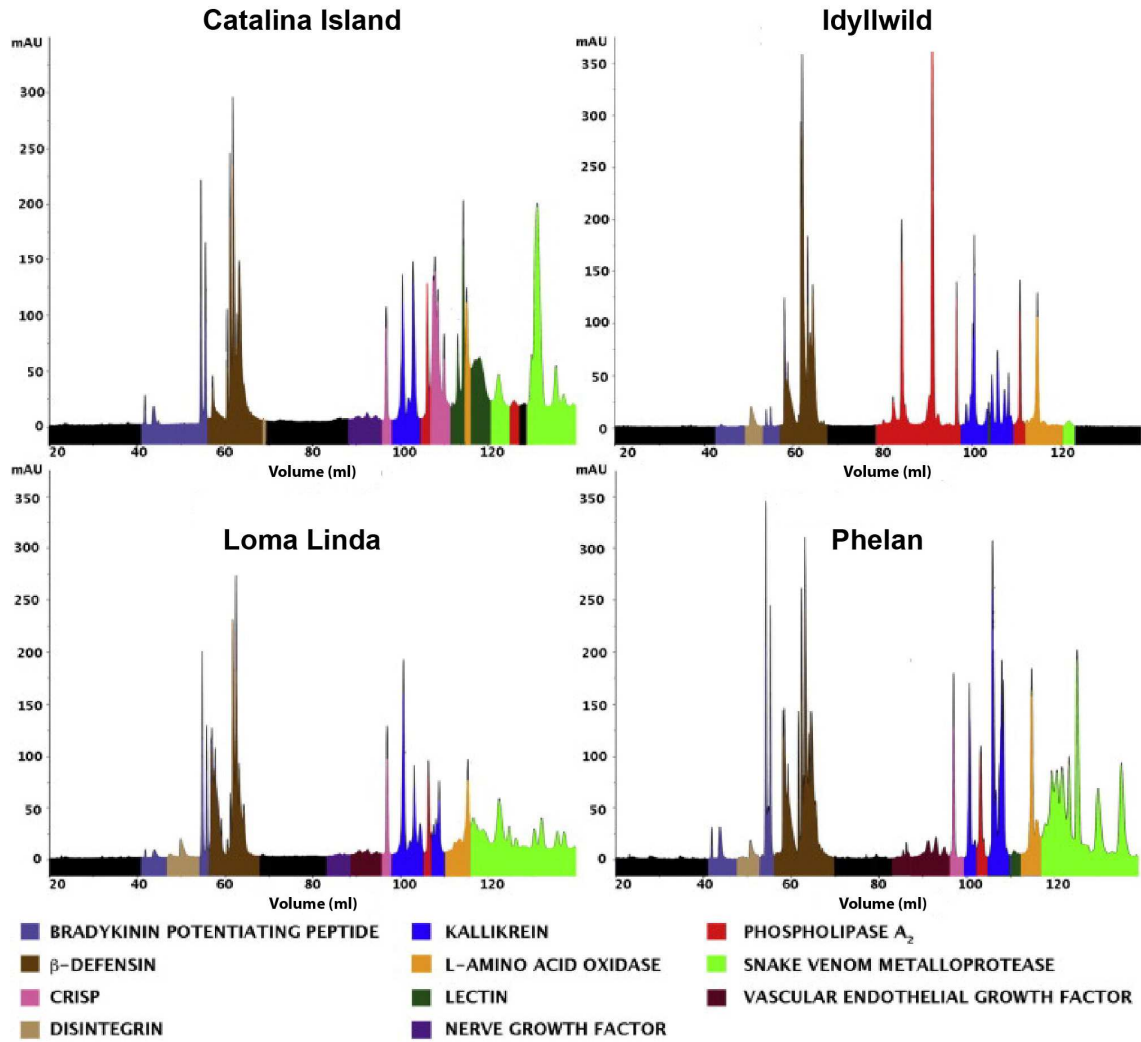 Catalina Island
Idyllwild
mAU
mAU
350
300
300
250
250
200
200
150
150
100
100
50
50
0
0
20 40 60 80 100 120
20 40 60 80 100 120
Volume (ml)
Volume (ml)
mAU
mAU
350
350
Loma Linda
Phelan
300
300
250
250
200
200
150
150
100
100
50
50
0
0
20 40 60 80 100 120
20 40 60 80 100 120
Volume (ml)
Volume (ml)
BRADYKININ POTENTIATING PEPTIDE
KALLIKREIN
PHOSPHOLIPASE A₂
β-DEFENSIN
L-AMINO ACID OXIDASE
SNAKE VENOM METALLOPROTEASE
CRISP
LECTIN
VASCULAR ENDOTHELIAL GROWTH FACTOR
DISINTEGRIN
NERVE GROWTH FACTOR